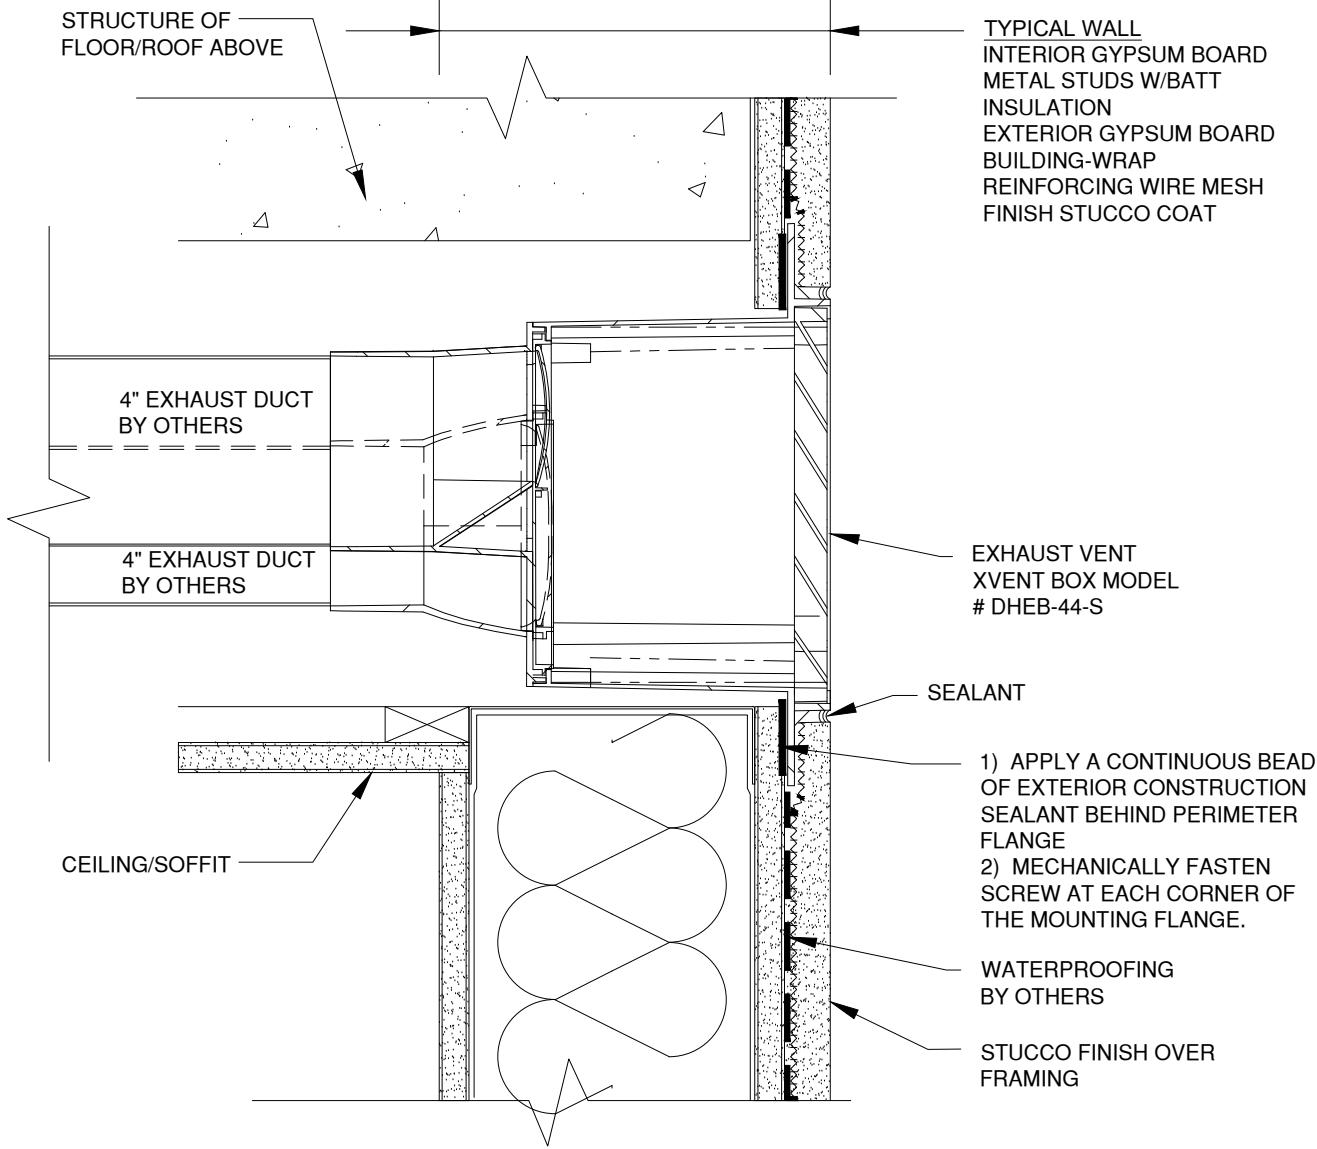 STRUCTURE OF
FLOOR/ROOF ABOVE
TYPICAL WALL
INTERIOR GYPSUM BOARD
METAL STUDS W/BATT
INSULATION
EXTERIOR GYPSUM BOARD
BUILDING-WRAP
REINFORCING WIRE MESH
FINISH STUCCO COAT
4" EXHAUST DUCT
BY OTHERS
4" EXHAUST DUCT
BY OTHERS
EXHAUST VENT
XVENT BOX MODEL
# DHEB-44-S
SEALANT
1) APPLY A CONTINUOUS BEAD
OF EXTERIOR CONSTRUCTION
SEALANT BEHIND PERIMETER
FLANGE
2) MECHANICALLY FASTEN
SCREW AT EACH CORNER OF
THE MOUNTING FLANGE.
CEILING/SOFFIT
WATERPROOFING
BY OTHERS
STUCCO FINISH OVER
FRAMING